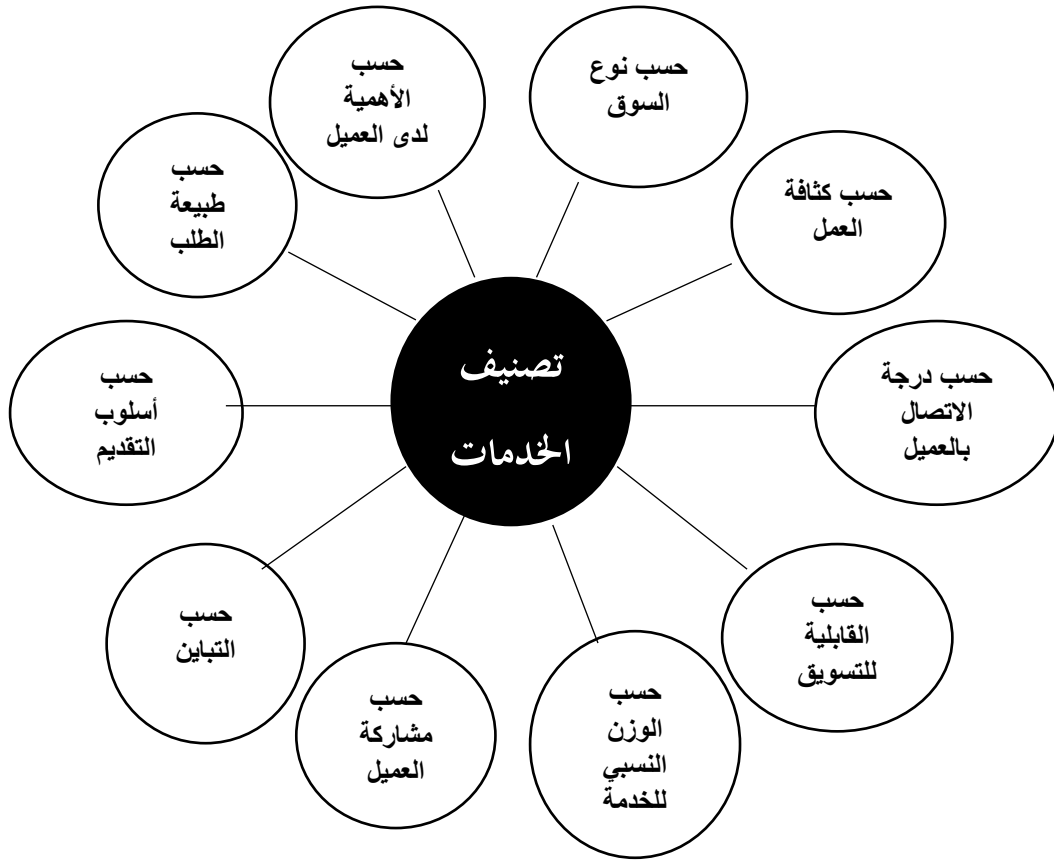 تصنيف
الخدمات
حسب نوع
السوق
حسب كثافة
العمل
حسب درجة
الاتصال
بالعميل
حسب
القابلية
للتسويق
حسب
الوزن
النسبي
للخدمة
حسب
مشاركة
العميل
حسب
التباين
حسب
أسلوب
التقديم
حسب
طبيعة
الطلب
حسب
الأهمية
لدى العميل